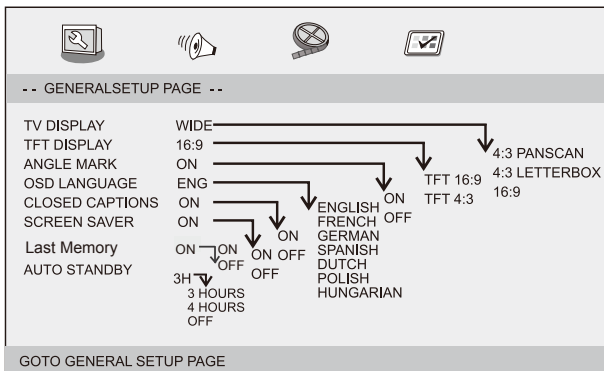 -- GENERALSETUP PAGE --
TV DISPLAY WIDE
4:3 PANSCAN
4:3 LETTERBOX
16:9
TFT DISPLAY 16:9
TFT 16:9
TFT 4:3
ANGLE MARK ON
ON
OFF
OSD LANGUAGE ENG
ENGLISH
FRENCH
GERMAN
SPANISH
DUTCH
POLISH
HUNGARIAN
CLOSED CAPTIONS ON
ON
OFF
SCREEN SAVER ON
ON
OFF
Last Memory ON
ON
OFF
AUTO STANDBY 3H
3 HOURS
4 HOURS
OFF
GOTO GENERAL SETUP PAGE